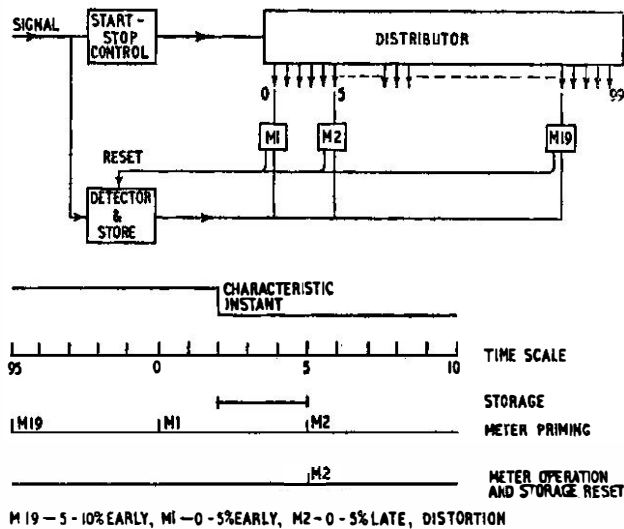 SIGNAL
START-
STOP
CONTROL
DISTRIBUTOR
0
5
99
M1
M2
M19
RESET
DETECTOR
&
STORE
CHARACTERISTIC
INSTANT
95
0
5
10
TIME SCALE
STORAGE
M19
M1
M2
METER PRIMING
M2
METER OPERATION
AND STORAGE RESET
M19 — 5 - 10% EARLY, M1 — 0 - 5% EARLY, M2 - 0 - 5% LATE, DISTORTION